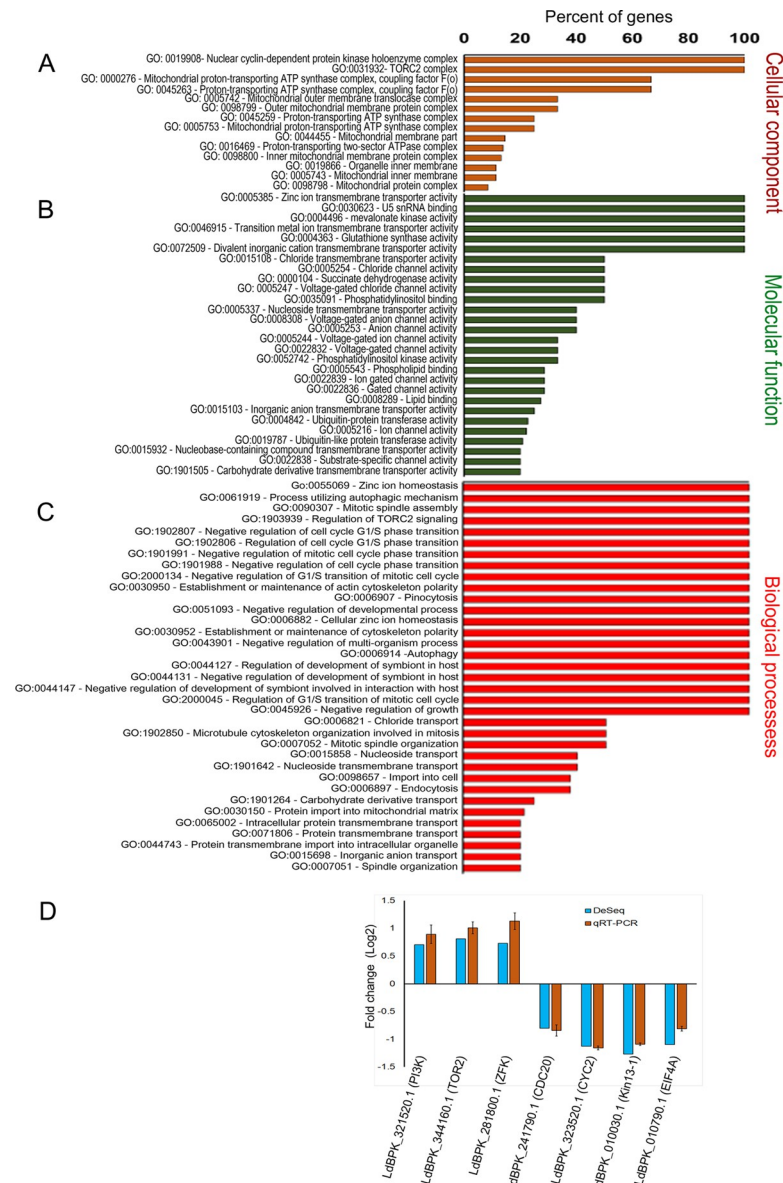 Percent of genes
0 20 40 60 80 100
A
GO: 0019908- Nuclear cyclin-dependent protein kinase holoenzyme complex
GO:0031932- TORC2 complex
GO: 0000276 - Mitochondrial proton-transporting ATP synthase complex, coupling factor F(o)
GO: 0045263 - Proton-transporting ATP synthase complex, coupling factor F(o)
GO: 0005742 - Mitochondrial outer membrane translocase complex
GO: 0098799 - Outer mitochondrial membrane protein complex
GO: 0045259 - Proton-transporting ATP synthase complex
GO: 0005753 - Mitochondrial proton-transporting ATP synthase complex
GO: 0044455 - Mitochondrial membrane part
GO: 0016469 - Proton-transporting two-sector ATPase complex
GO: 0098800 - Inner mitochondrial membrane protein complex
GO: 0019866 - Organelle inner membrane
GO: 0005743 - Mitochondrial inner membrane
GO: 0098798 - Mitochondrial protein complex
Cellular component
B
GO:0005385 - Zinc ion transmembrane transporter activity
GO:0030623 - U5 snRNA binding
GO:0004496 - mevalonate kinase activity
GO:0046915 - Transition metal ion transmembrane transporter activity
GO:0004363 - Glutathione synthase activity
GO:0072509 - Divalent inorganic cation transmembrane transporter activity
GO:0015108 - Chloride transmembrane transporter activity
GO:0005254 - Chloride channel activity
GO: 0000104 - Succinate dehydrogenase activity
GO:0005247 - Voltage-gated chloride channel activity
GO:0035091 - Phosphatidylinositol binding
GO:0005337 - Nucleoside transmembrane transporter activity
GO:0008308 - Voltage-gated anion channel activity
GO:0005253 - Anion channel activity
GO:0005244 - Voltage-gated ion channel activity
GO:0022832 - Voltage-gated channel activity
GO:0052742 - Phosphatidylinositol kinase activity
GO:0005543 - Phospholipid binding
GO:0022839 - Ion gated channel activity
GO:0022836 - Gated channel activity
GO:0008289 - Lipid binding
GO:0015103 - Inorganic anion transmembrane transporter activity
GO:0004842 - Ubiquitin-protein transferase activity
GO:0005216 - Ion channel activity
GO:0019787 - Ubiquitin-like protein transferase activity
GO:0015932 - Nucleobase-containing compound transmembrane transporter activity
GO:0022838 - Substrate-specific channel activity
GO:1901505 - Carbohydrate derivative transmembrane transporter activity
Molecular function
C
Go:0055069 - Zinc ion homeostasis
GO:0061919 - Process utilizing autophagic mechanism
GO:0090307 - Mitotic spindle assembly
GO:1903939 - Regulation of TORC2 signaling
GO:1902807 - Negative regulation of cell cycle G1/S phase transition
GO:1902806 - Regulation of cell cycle G1/S phase transition
GO:1901991 - Negative regulation of mitotic cell cycle phase transition
GO:1901988 - Negative regulation of cell cycle phase transition
GO:2000134 - Negative regulation of G1/S transition of mitotic cell cycle
GO:0030950 - Establishment or maintenance of actin cytoskeleton polarity
GO:0006907 - Pinocytosis
GO:0051093 - Negative regulation of developmental process
GO:0006882 - Cellular zinc ion homeostasis
GO:0030952 - Establishment or maintenance of cytoskeleton polarity
GO:0043901 - Negative regulation of multi-organism process
GO:0006914 -Autophagy
GO:0044127 - Regulation of development of symbiont in host
GO:0044131 - Negative regulation of development of symbiont in host
GO:0044147 - Negative regulation of development of symbiont involved in interaction with host
GO:2000045 - Regulation of G1/S transition of mitotic cell cycle
GO:0045926 - Negative regulation of growth
GO:0006821 - Chloride transport
GO:1902850 - Microtubule cytoskeleton organization involved in mitosis
GO:0007052 - Mitotic spindle organization
GO:0015858 - Nucleoside transport
GO:1901642 - Nucleoside transmembrane transport
GO:0098657 - Import into cell
GO:0006897 - Endocytosis
GO:1901264 - Carbohydrate derivative transport
GO:0030150 - Protein import into mitochondrial matrix
GO:0065002 - Intracellular protein transmembrane transport
GO:0071806 - Protein transmembrane transport
GO:0044743 - Protein transmembrane import into intracellular organelle
GO:0015698 - Inorganic anion transport
GO:0007051 - Spindle organization
Biological processess
D
Fold change (Log2)
1.5
1
0.5
0
-0.5
-1
-1.5
DeSeq
qRT-PCR
LdBPK_321520.1 (PI3K)
LdBPK_344160.1 (TOR2)
LdBPK_281800.1 (ZFK)
dBPK_241790.1 (CDC20)
LdBPK_323520.1 (CYC2)
dBPK_010030.1 (Kin13-1)
LdBPK_010790.1 (EIF4A)